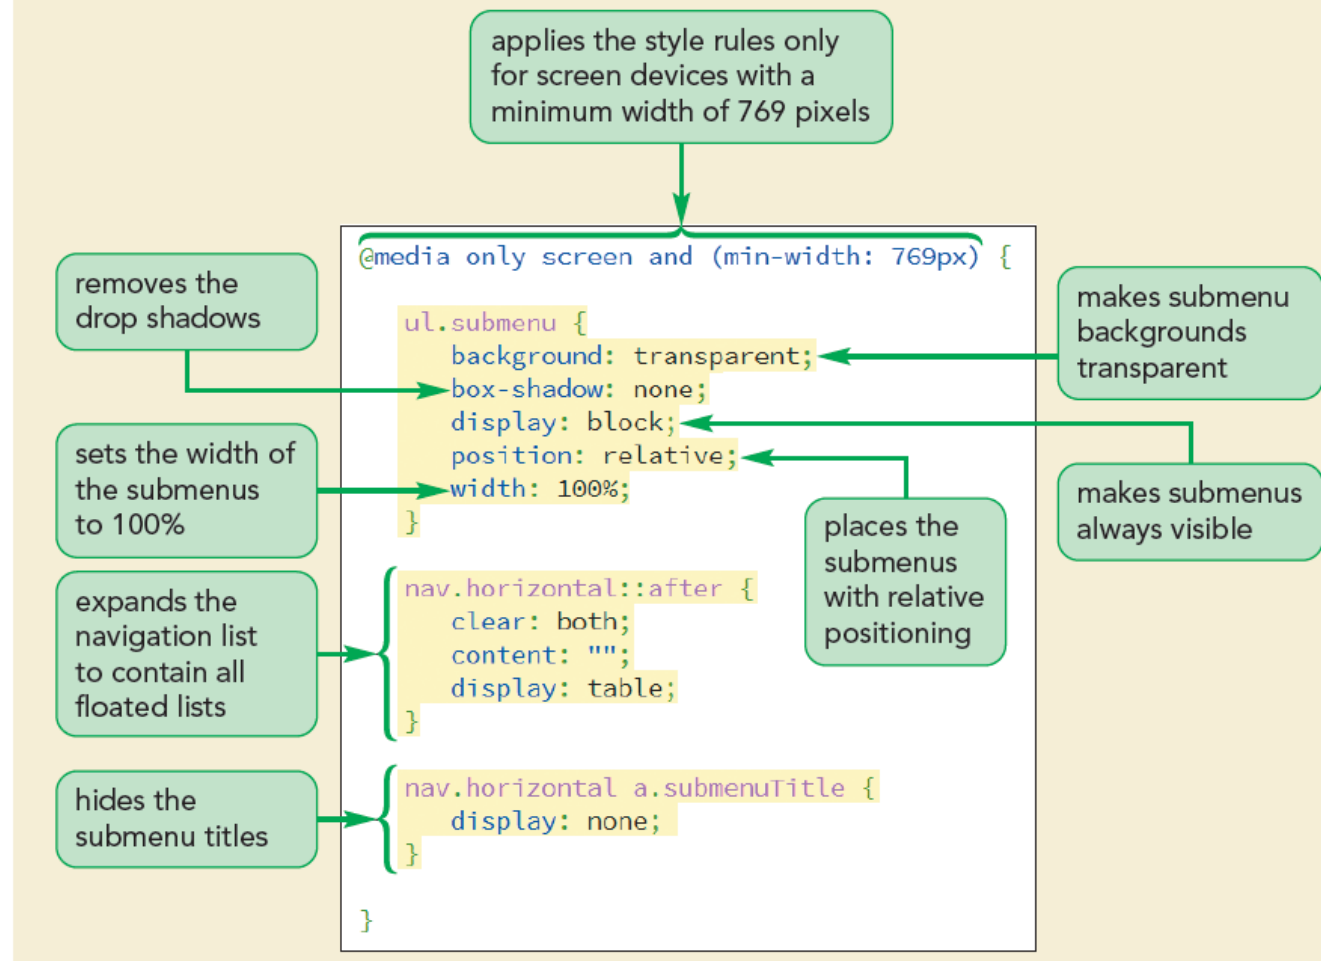 applies the style rules only
for screen devices with a
minimum width of 769 pixels
@media only screen and (min-width: 769px) {
removes the
drop shadows
makes submenu
backgrounds
transparent
ul.submenu {
background: transparent;
box-shadow: none;
display: block;
position: relative;
width: 100%;
}
sets the width of
the submenus
to 100%
makes submenus
always visible
places the
submenus
with relative
positioning
expands the
navigation list
to contain all
floated lists
nav.horizontal::after {
clear: both;
content: "";
display: table;
}
hides the
submenu titles
nav.horizontal a.submenuTitle {
display: none;
}
}